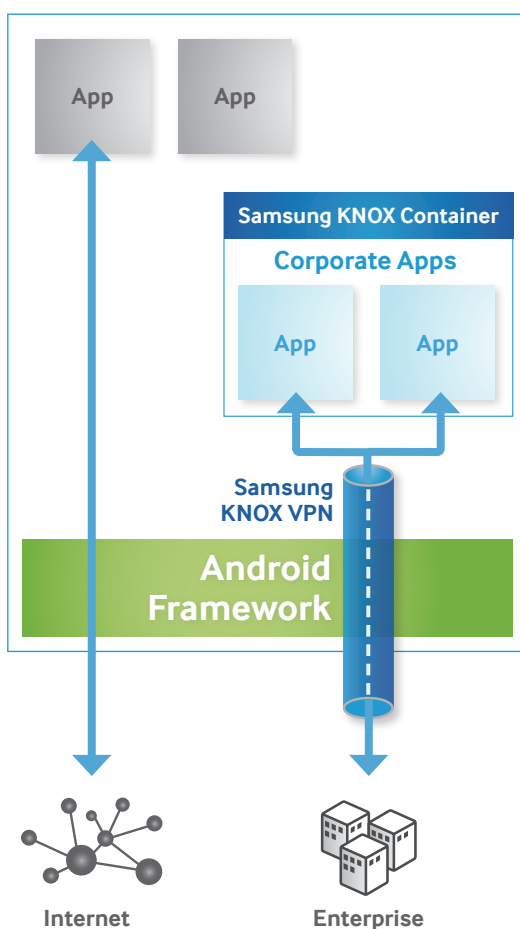 App
App
Samsung KNOX Container
Corporate Apps
App
App
Samsung
KNOX VPN
Android
Framework
Internet
Enterprise